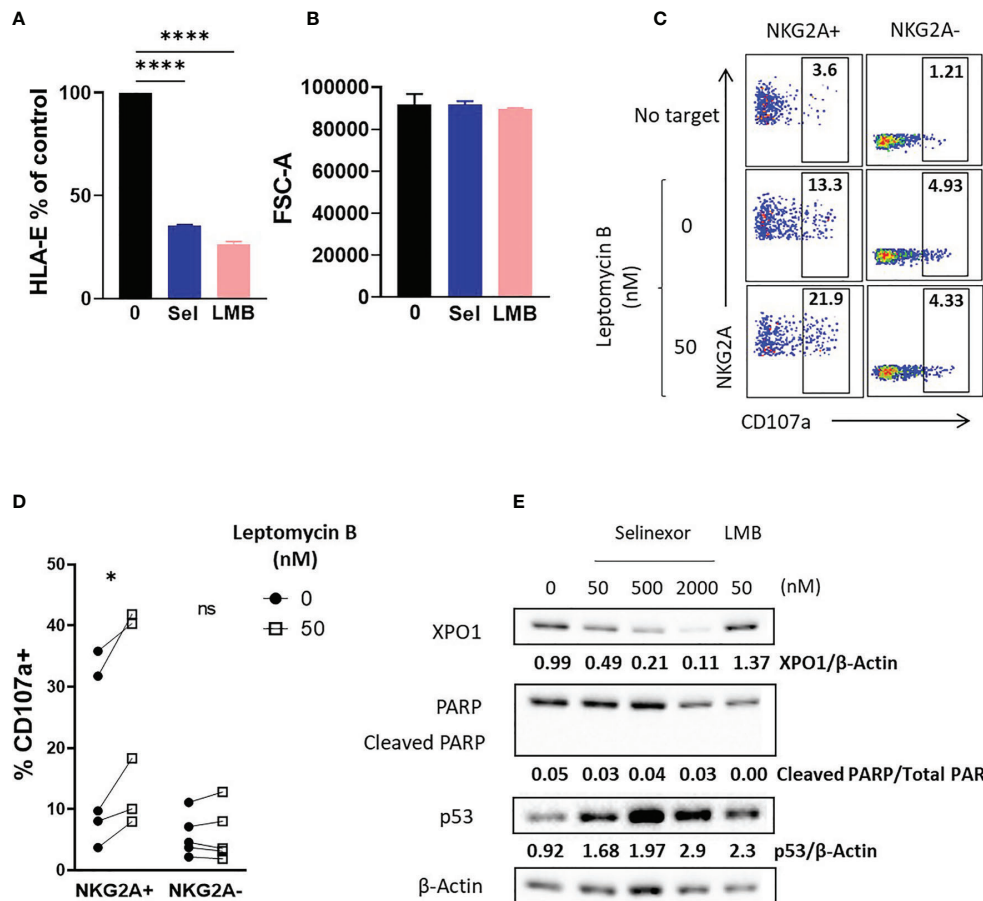 A
****
****
HLA-E % of control
100
50
0
0 Sel LMB
B
FSC-A
100000
80000
60000
40000
20000
0
0 Sel LMB
C
NKG2A+ NKG2A-
No target
3.6 1.21
Leptomycin B
(nM)
0
13.3 4.93
50
21.9 4.33
NKG2A
CD107a
D
Leptomycin B
(nM)
0
50
% CD107a+
50
40
30
20
10
0
*
ns
NKG2A+ NKG2A-
E
Selinexor LMB
0 50 500 2000 50 (nM)
XPO1
0.99 0.49 0.21 0.11 1.37 XPO1/β-Actin
PARP
Cleaved PARP
0.05 0.03 0.04 0.03 0.00 Cleaved PARP/Total PAR
p53
0.92 1.68 1.97 2.9 2.3 p53/β-Actin
β-Actin